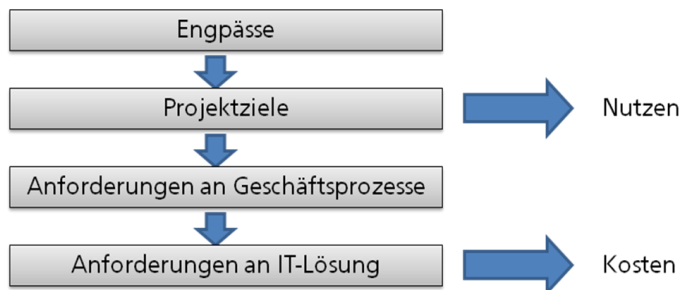 Engpässe
Projektziele
Nutzen
Anforderungen an Geschäftsprozesse
Anforderungen an IT-Lösung
Kosten